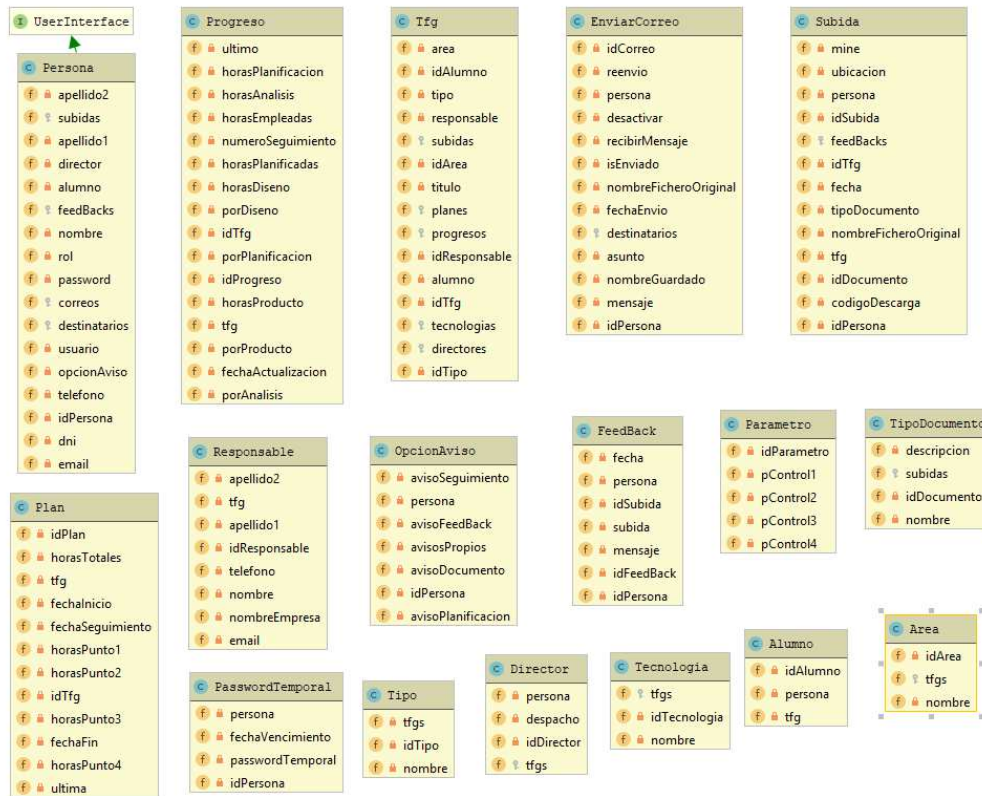 I UserInterface
C Persona
f apellido2
f subidas
f apellido1
f director
f alumno
f feedBacks
f nombre
f rol
f password
f correos
f destinatarios
f usuario
f opcionAviso
f telefono
f idPersona
f dni
f email
C Progreso
f ultimo
f horasPlanificacion
f horasAnalisis
f horasEmpleadas
f numeroSeguimiento
f horasPlanificadas
f horasDiseno
f porDiseno
f idTfg
f porPlanificacion
f idProgreso
f horasProducto
f tfg
f porProducto
f fechaActualizacion
f porAnalisis
C Tfg
f area
f idAlumno
f tipo
f responsable
f subidas
f idArea
f titulo
f planes
f progresos
f idResponsable
f alumno
f idTfg
f tecnologias
f directores
f idTipo
C EnviarCorreo
f idCorreo
f reenvio
f persona
f desactivar
f recibirMensaje
f isEnviado
f nombreFicheroOriginal
f fechaEnvio
f destinatarios
f asunto
f nombreGuardado
f mensaje
f idPersona
C Subida
f mine
f ubicacion
f persona
f idSubida
f feedBacks
f idTfg
f fecha
f tipoDocumento
f nombreFicheroOriginal
f tfg
f idDocumento
f codigoDescarga
f idPersona
C Plan
f idPlan
f horasTotales
f tfg
f fechaInicio
f fechaSeguimiento
f horasPunto1
f horasPunto2
f idTfg
f horasPunto3
f fechaFin
f horasPunto4
f ultima
C Responsable
f apellido2
f tfg
f apellido1
f idResponsable
f telefono
f nombre
f nombreEmpresa
f email
C OpcionAviso
f avisoSeguimiento
f persona
f avisoFeedBack
f avisosPropios
f avisoDocumento
f idPersona
f avisoPlanificacion
C FeedBack
f fecha
f persona
f idSubida
f subida
f mensaje
f idFeedBack
f idPersona
C Parametro
f idParametro
f pControl1
f pControl2
f pControl3
f pControl4
C TipoDocumento
f descripcion
f subidas
f idDocumento
f nombre
C PasswordTemporal
f persona
f fechaVencimiento
f passwordTemporal
f idPersona
C Tipo
f tfgs
f idTipo
f nombre
C Director
f persona
f despacho
f idDirector
f tfgs
C Tecnologia
f tfgs
f idTecnologia
f nombre
C Alumno
f idAlumno
f persona
f tfg
C Area
f idArea
f tfgs
f nombre